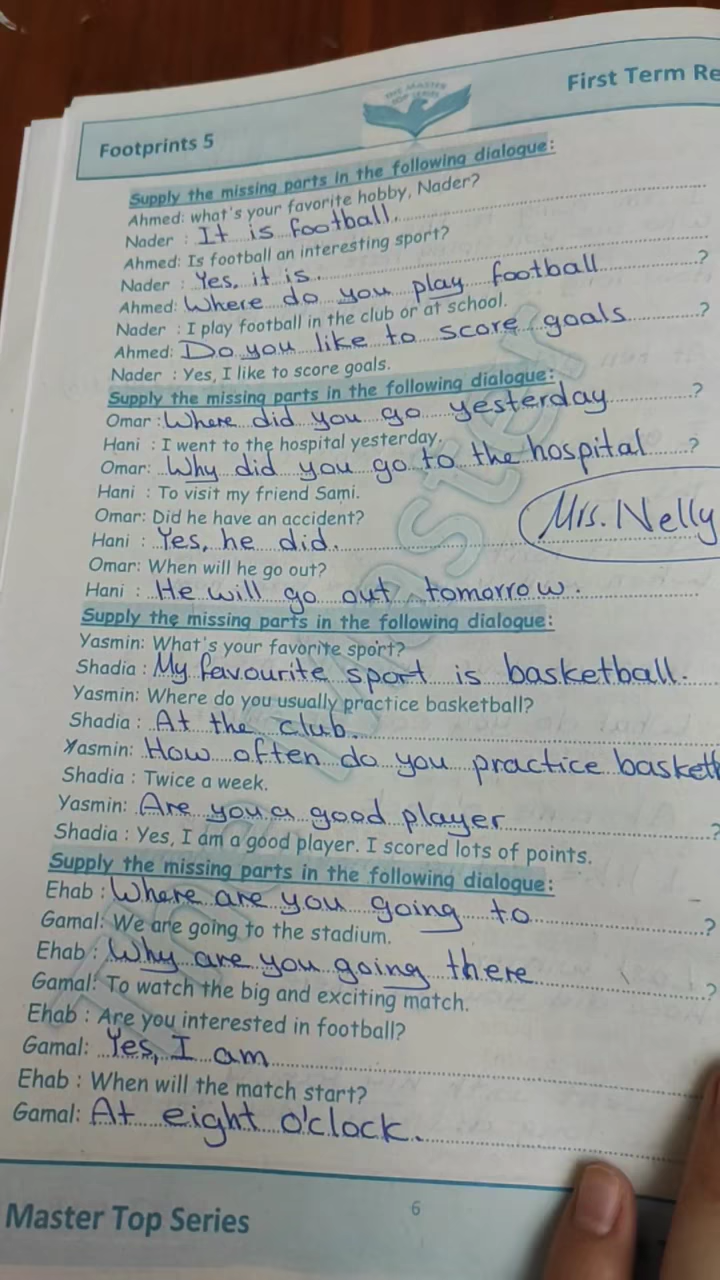 THE MASTER
TOP SERIES
First Term Re
Footprints 5
Supply the missing parts in the following dialogue:
Ahmed: what's your favorite hobby, Nader?
Nader : It is football.
Ahmed: Is football an interesting sport?
Nader : Yes, it is.
Ahmed: Where do you play football ?
Nader : I play football in the club or at school.
Ahmed: Do you like to score goals ?
Nader : Yes, I like to score goals.
Supply the missing parts in the following dialogue:
Omar : Where did you go yesterday ?
Hani : I went to the hospital yesterday.
Omar: Why did you go to the hospital ?
Hani : To visit my friend Sami.
Omar: Did he have an accident?
Mrs. Nelly
Hani : Yes, he did.
Omar: When will he go out?
Hani : He will go out tomorrow.
Supply the missing parts in the following dialogue:
Yasmin: What's your favorite sport?
Shadia : My favourite sport is basketball.
Yasmin: Where do you usually practice basketball?
Shadia : At the club.
Yasmin: How often do you practice basketb
Shadia : Twice a week.
Yasmin: Are you a good player ?
Shadia : Yes, I am a good player. I scored lots of points.
Supply the missing parts in the following dialogue:
Ehab : Where are you going to ?
Gamal: We are going to the stadium.
Ehab : Why are you going there ?
Gamal: To watch the big and exciting match.
Ehab : Are you interested in football?
Gamal: Yes, I am
Ehab : When will the match start?
Gamal: At eight o'clock.
The Master
Master Top Series
6